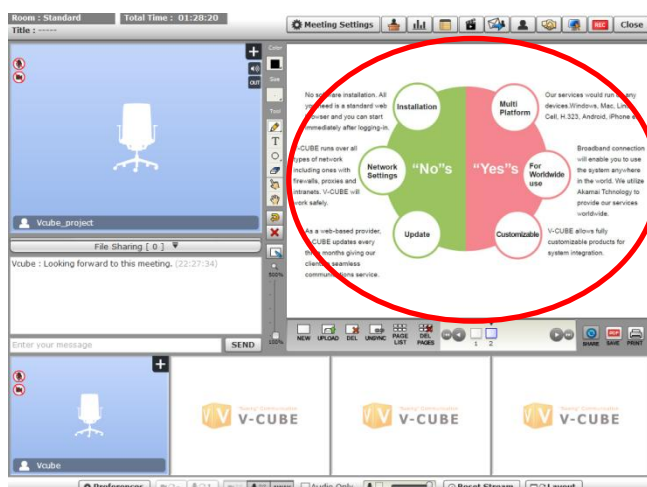 Room : Standard
Total Time : 01:28:20
Title : -----
Meeting Settings
REC
Close
Color
Size
Tool
OUT
Vcube_project
File Sharing [ 0 ]
Vcube : Looking forward to this meeting. (22:27:34)
Enter your message
SEND
No software installation. All
you need is a standard web
browser and you can start
immediately after logging-in.
V-CUBE runs over all
types of network
including ones with
firewalls, proxies and
intranets. V-CUBE will
work safely.
As a web-based provider,
V-CUBE updates every
three months giving our
clients seamless
communications service.
Installation
Network
Settings
Update
"No"s
"Yes"s
Multi
Platform
For
Worldwide
use
Customizable
Our services would run on any
devices.Windows, Mac, Linux,
Cell, H.323, Android, iPhone
Broadband connection
will enable you to use
the system anywhere
in the world. We utilize
Akamai Tchnology to
provide our services
worldwide.
V-CUBE allows fully
customizable products for
system integration.
NEW
UPLOAD
DEL
UNSYNC
PAGE
LIST
DEL
PAGES
1
2
SHARE
SAVE
PRINT
Vcube
V-CUBE
V-CUBE
V-CUBE
Preferences
Audio Only
Reset Stream
Layout